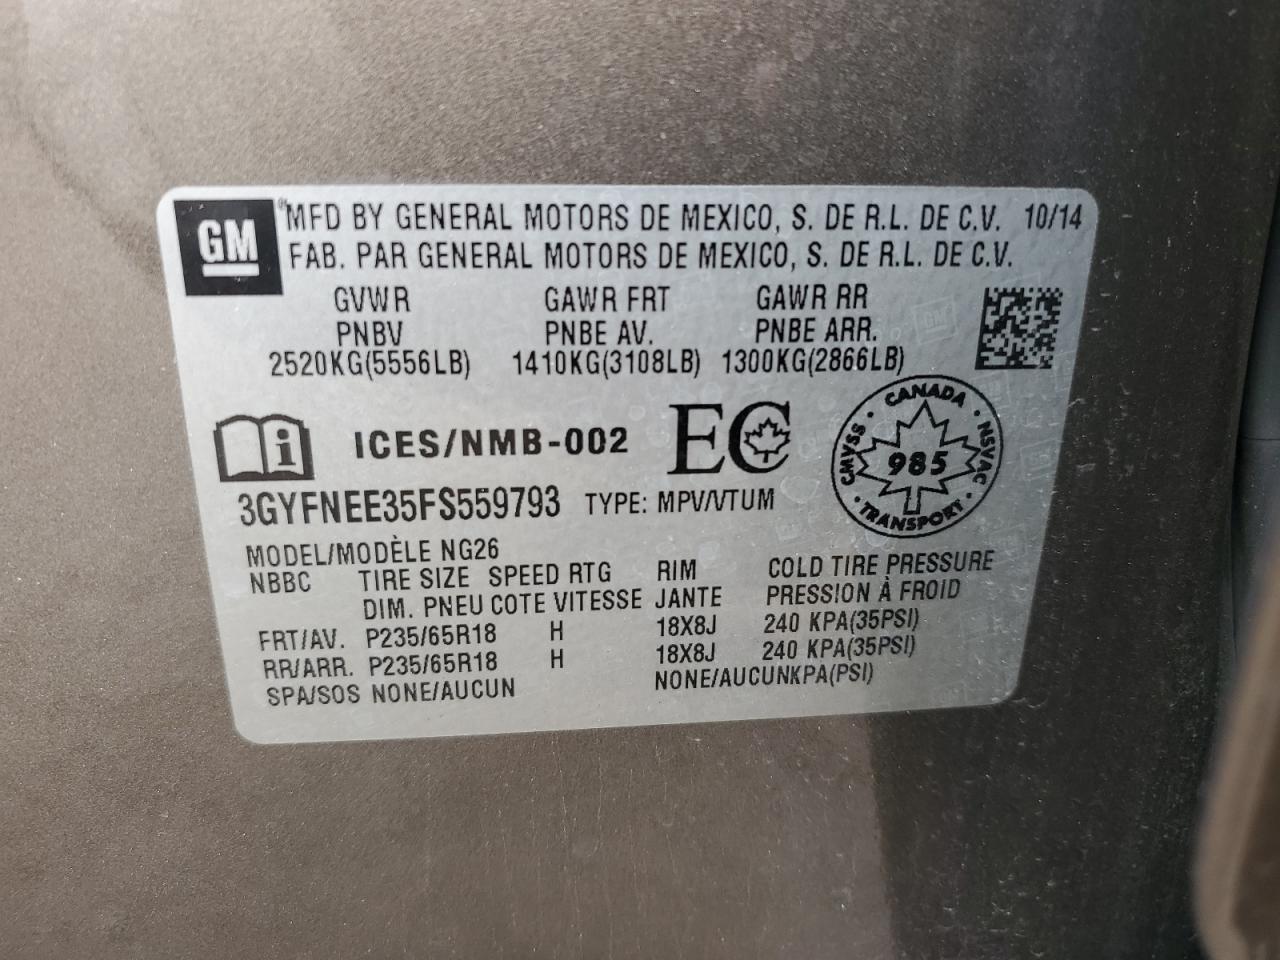 GM ® MFD BY GENERAL MOTORS DE MEXICO, S. DE R.L. DE C.V. 10/14
FAB. PAR GENERAL MOTORS DE MEXICO, S. DE R.L. DE C.V.
GVWR GAWR FRT GAWR RR
PNBV PNBE AV. PNBE ARR.
2520KG(5556LB) 1410KG(3108LB) 1300KG(2866LB)
i ICES/NMB-002 EC
CANADA
CMVSS · 985 · NSVAC
· TRANSPORT ·
3GYFNEE35FS559793 TYPE: MPV/VTUM
MODEL/MODÈLE NG26
NBBC TIRE SIZE SPEED RTG RIM COLD TIRE PRESSURE
DIM. PNEU COTE VITESSE JANTE PRESSION À FROID
FRT/AV. P235/65R18 H 18X8J 240 KPA(35PSI)
RR/ARR. P235/65R18 H 18X8J 240 KPA(35PSI)
SPA/SOS NONE/AUCUN NONE/AUCUNKPA(PSI)